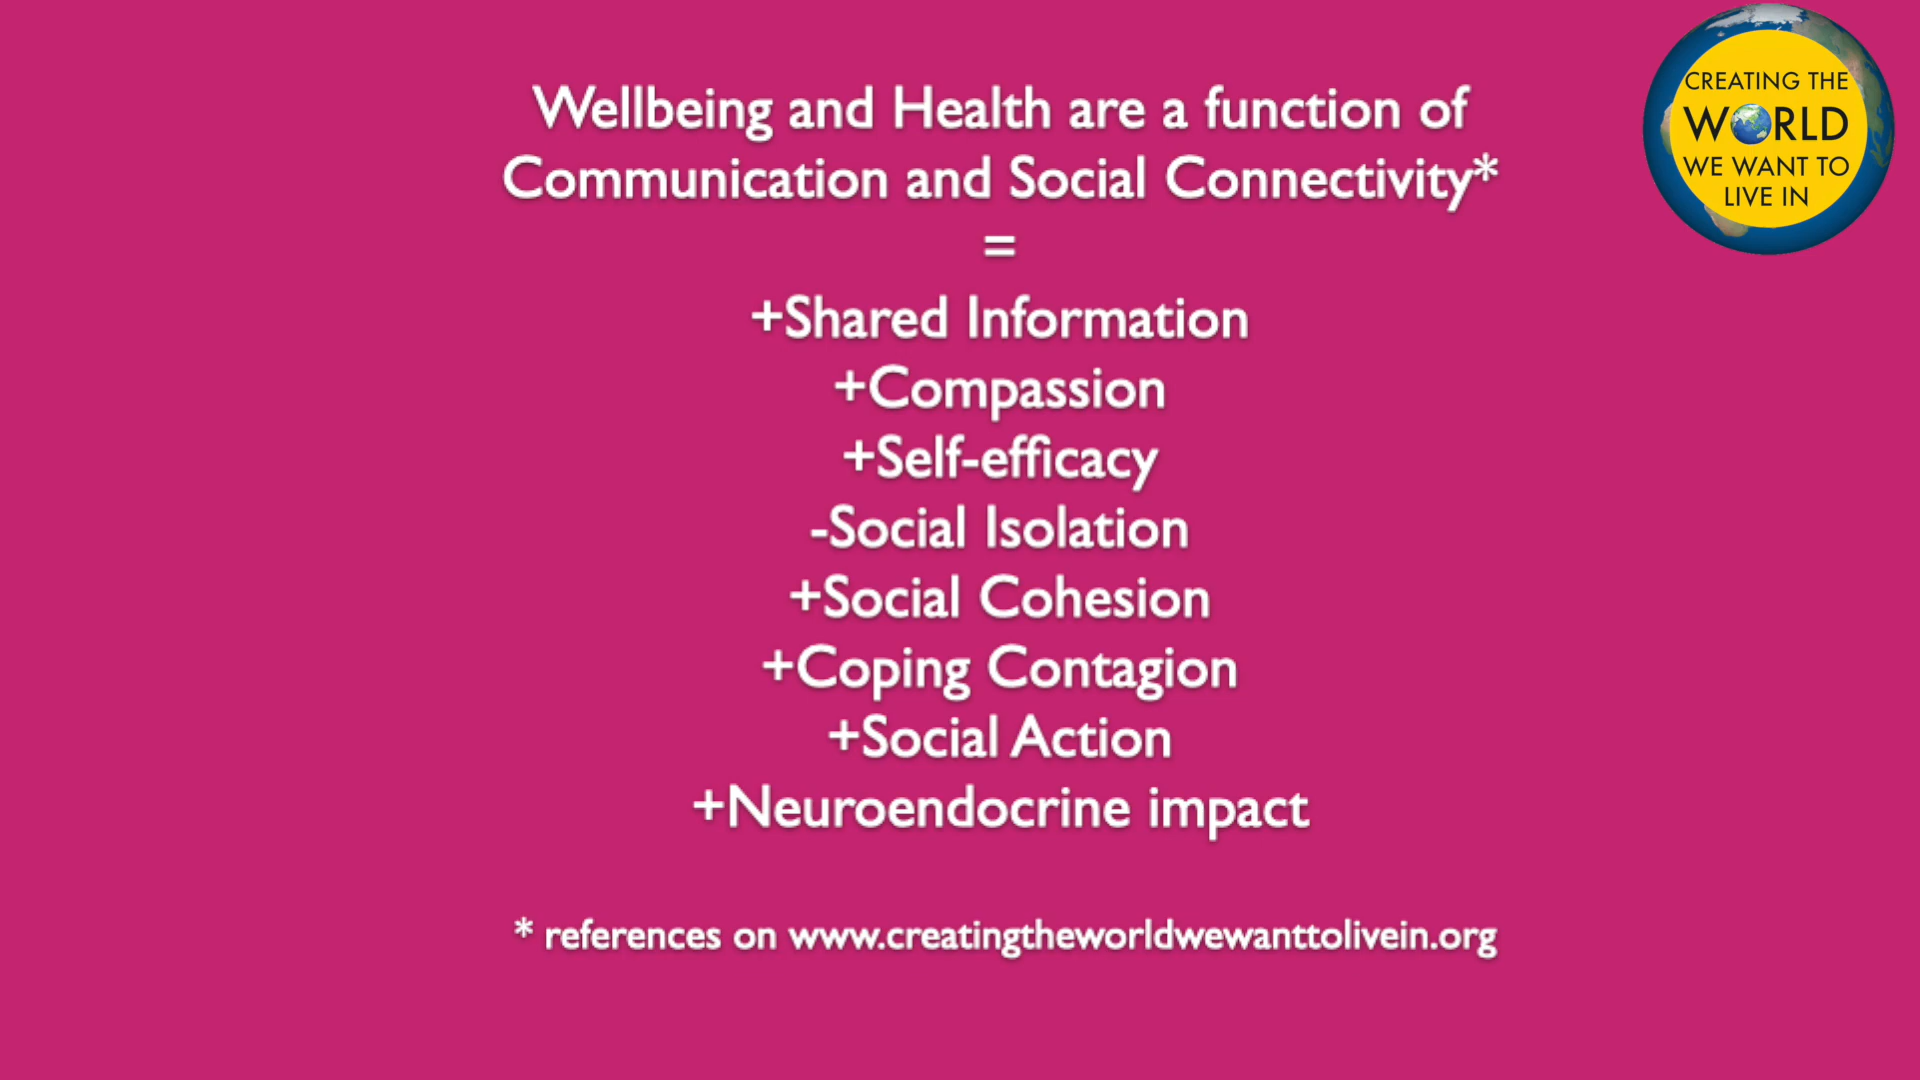 Wellbeing and Health are a function of
Communication and Social Connectivity*
=
+Shared Information
+Compassion
+Self-efficacy
-Social Isolation
+Social Cohesion
+Coping Contagion
+Social Action
+Neuroendocrine impact
* references on www.creatingtheworldwewanttolivein.org
CREATING THE
WORLD
WE WANT TO
LIVE IN